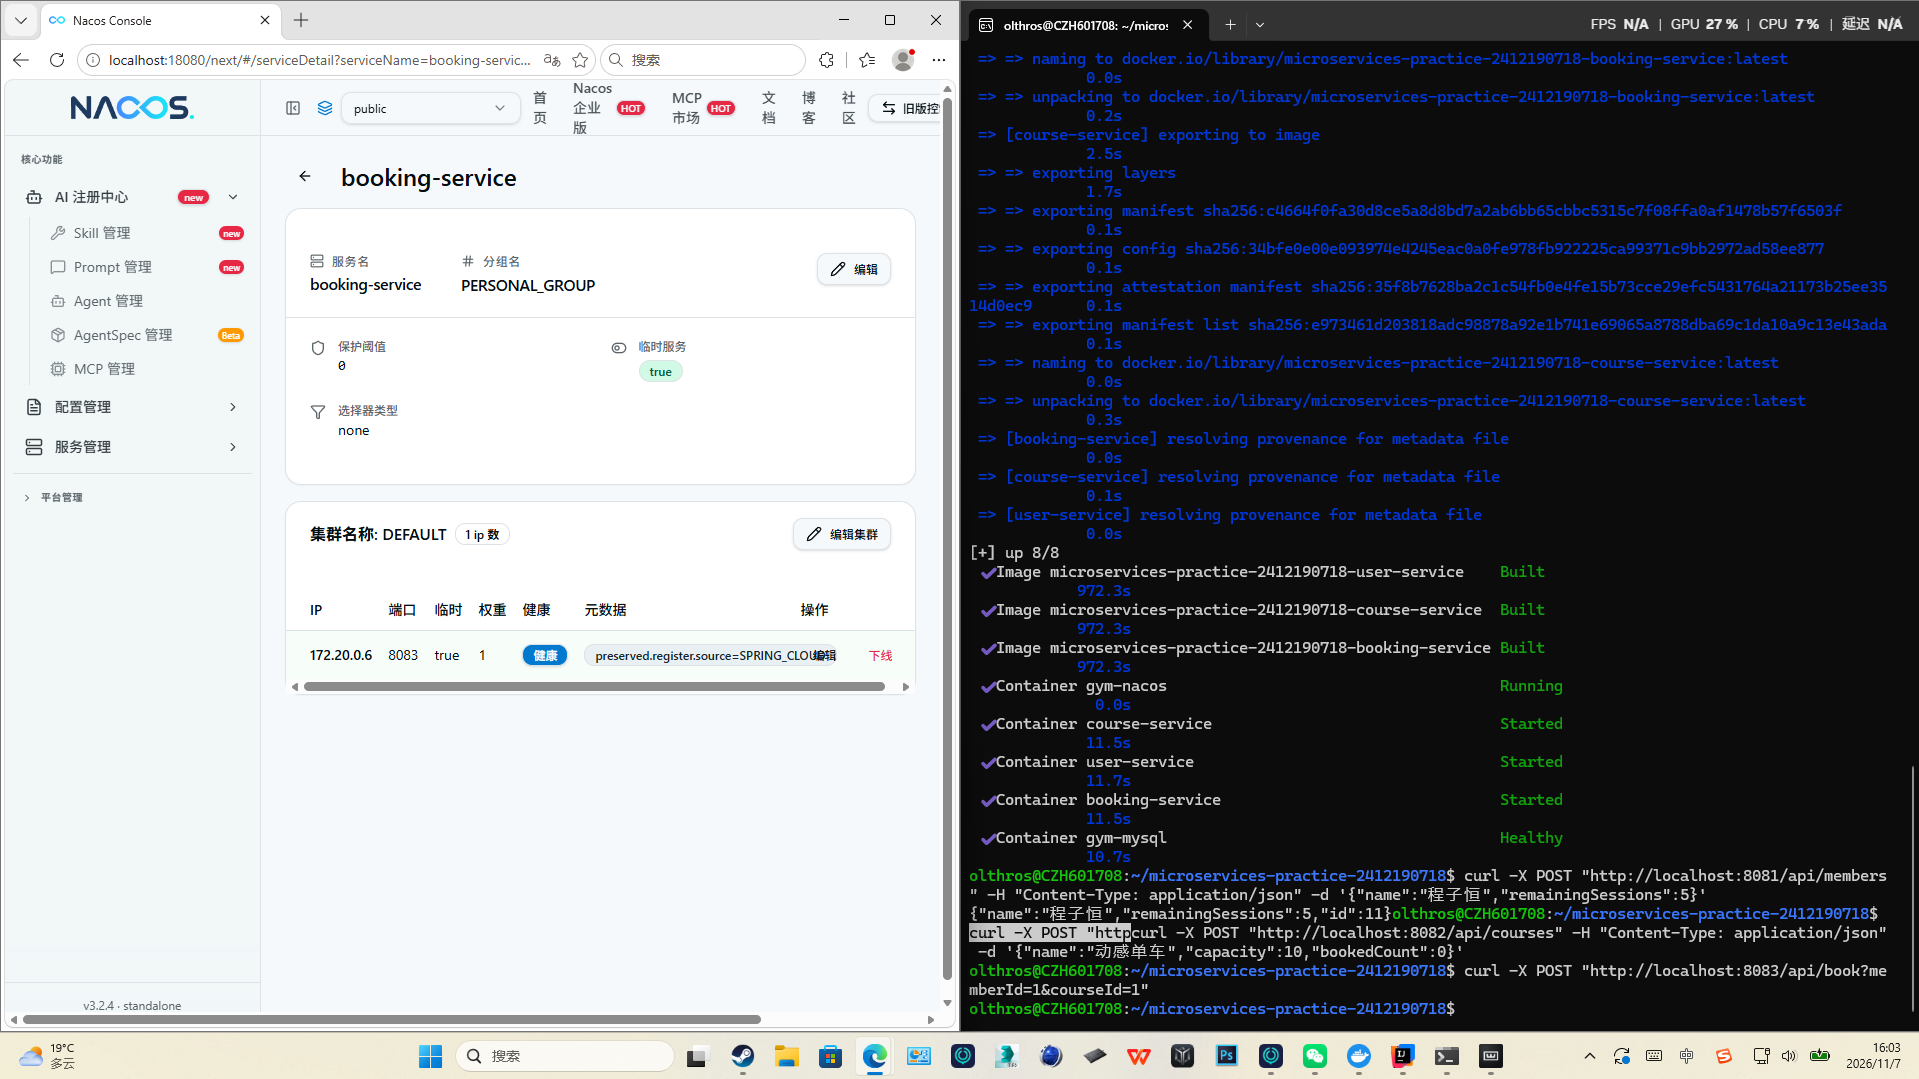 Nacos Console
localhost:18080/next/#/serviceDetail?serviceName=booking-servic...
搜索
NACOS.
public
首页
Nacos 企业版
HOT
MCP 市场
HOT
文档
博客
社区
旧版控
核心功能
AI 注册中心
new
Skill 管理
new
Prompt 管理
new
Agent 管理
AgentSpec 管理
Beta
MCP 管理
配置管理
服务管理
平台管理
v3.2.4 · standalone
booking-service
服务名
booking-service
分组名
PERSONAL_GROUP
编辑
保护阈值
0
临时服务
true
选择器类型
none
集群名称: DEFAULT
1 ip 数
编辑集群
IP 端口 临时 权重 健康 元数据 操作
172.20.0.6 8083 true 1 健康 preserved.register.source=SPRING_CLOU 编辑 下线
olthros@CZH601708: ~/micros
FPS N/A | GPU 27 % | CPU 7 % | 延迟 N/A
=> => naming to docker.io/library/microservices-practice-2412190718-booking-service:latest
0.0s
=> => unpacking to docker.io/library/microservices-practice-2412190718-booking-service:latest
0.2s
=> [course-service] exporting to image
2.5s
=> => exporting layers
1.7s
=> => exporting manifest sha256:c4664f0fa30d8ce5a8d8bd7a2ab6bb65cbbc5315c7f08ffa0af1478b57f6503f
0.1s
=> => exporting config sha256:34bfe0e00e093974e4245eac0a0fe978fb922225ca99371c9bb2972ad58ee877
0.1s
=> => exporting attestation manifest sha256:35f8b7628ba2c1c54fb0e4fe15b73cce29efc5431764a21173b25ee35
14d0ec9 0.1s
=> => exporting manifest list sha256:e973461d203818adc98878a92e1b741e69065a8788dba69c1da10a9c13e43ada
0.1s
=> => naming to docker.io/library/microservices-practice-2412190718-course-service:latest
0.0s
=> => unpacking to docker.io/library/microservices-practice-2412190718-course-service:latest
0.3s
=> [booking-service] resolving provenance for metadata file
0.0s
=> [course-service] resolving provenance for metadata file
0.1s
=> [user-service] resolving provenance for metadata file
0.0s
[+] up 8/8
✔Image microservices-practice-2412190718-user-service Built
972.3s
✔Image microservices-practice-2412190718-course-service Built
972.3s
✔Image microservices-practice-2412190718-booking-service Built
972.3s
✔Container gym-nacos Running
0.0s
✔Container course-service Started
11.5s
✔Container user-service Started
11.7s
✔Container booking-service Started
11.5s
✔Container gym-mysql Healthy
10.7s
olthros@CZH601708:~/microservices-practice-2412190718$ curl -X POST "http://localhost:8081/api/members
" -H "Content-Type: application/json" -d '{"name":"程子恒","remainingSessions":5}'
{"name":"程子恒","remainingSessions":5,"id":11}olthros@CZH601708:~/microservices-practice-2412190718$
curl -X POST "httpcurl -X POST "http://localhost:8082/api/courses" -H "Content-Type: application/json"
-d '{"name":"动感单车","capacity":10,"bookedCount":0}'
olthros@CZH601708:~/microservices-practice-2412190718$ curl -X POST "http://localhost:8083/api/book?me
mberId=1&courseId=1"
olthros@CZH601708:~/microservices-practice-2412190718$
19°C
多云
搜索
中
16:03
2026/11/7